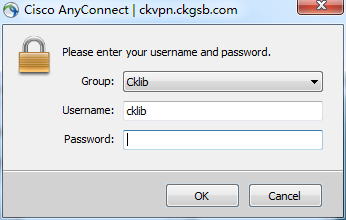 Cisco AnyConnect | ckvpn.ckgsb.com
Please enter your username and password.
Group: Cklib
Username: cklib
Password:
OK Cancel